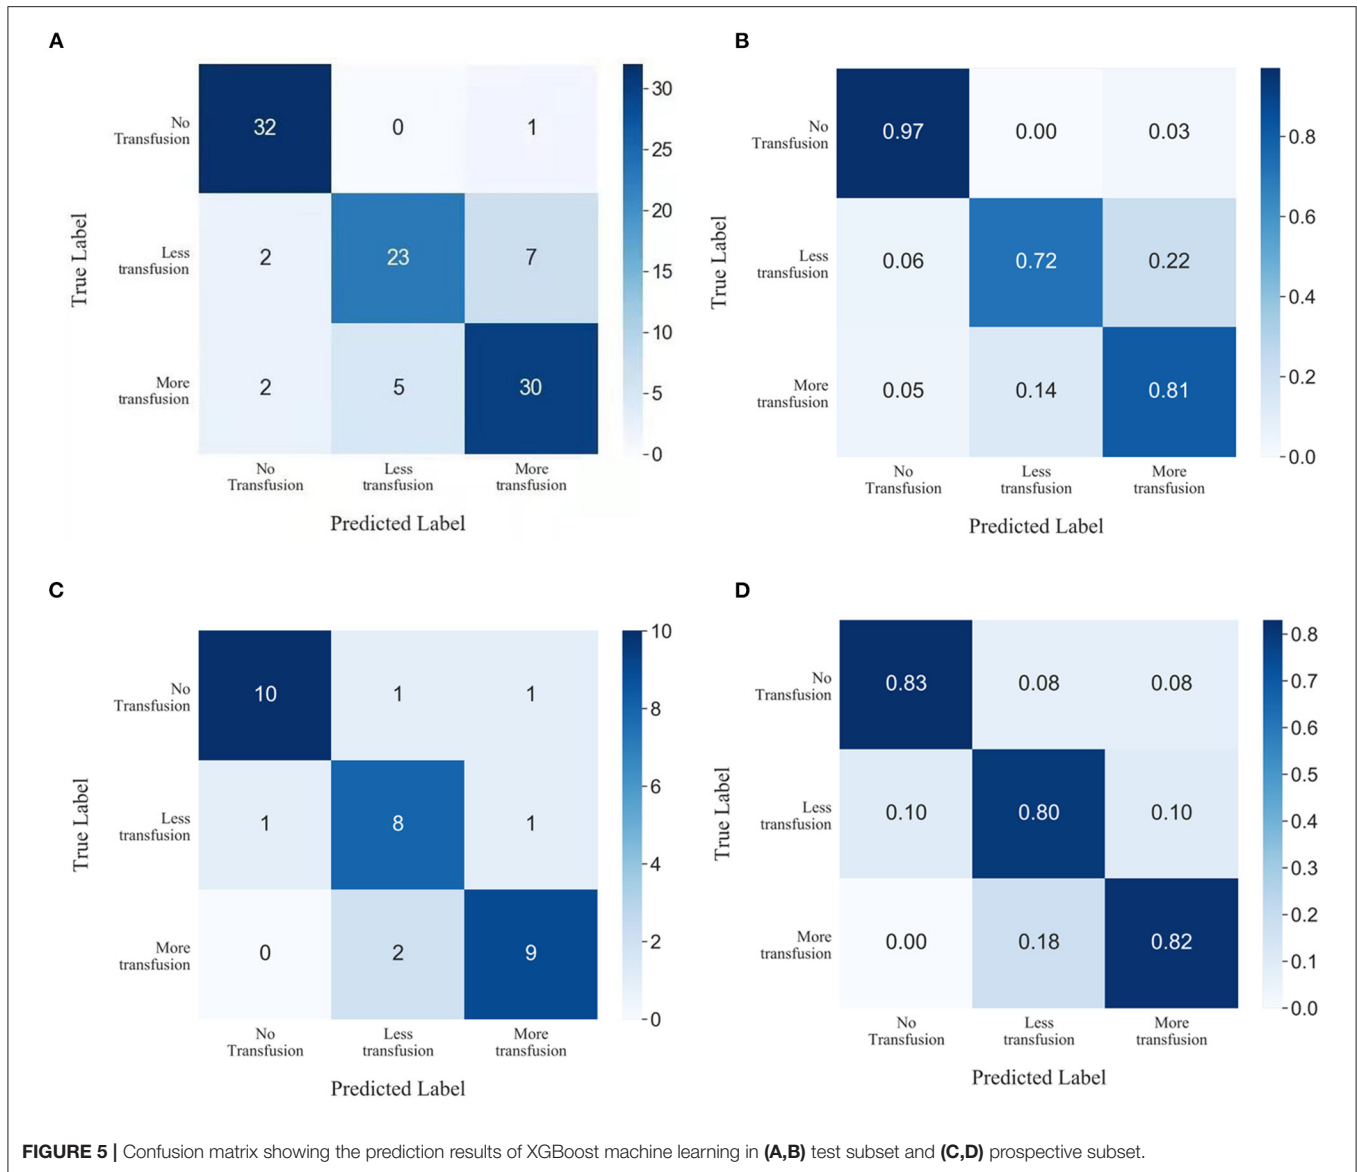 A
No
Transfusion
32
0
1
Less
transfusion
2
23
7
More
transfusion
2
5
30
True Label
No
Transfusion
Less
transfusion
More
transfusion
Predicted Label
30
25
20
15
10
5
0
B
No
Transfusion
0.97
0.00
0.03
Less
transfusion
0.06
0.72
0.22
More
transfusion
0.05
0.14
0.81
True Label
No
Transfusion
Less
transfusion
More
transfusion
Predicted Label
0.8
0.6
0.4
0.2
0.0
C
No
Transfusion
10
1
1
Less
transfusion
1
8
1
More
transfusion
0
2
9
True Label
No
Transfusion
Less
transfusion
More
transfusion
Predicted Label
10
8
6
4
2
0
D
No
Transfusion
0.83
0.08
0.08
Less
transfusion
0.10
0.80
0.10
More
transfusion
0.00
0.18
0.82
True Label
No
Transfusion
Less
transfusion
More
transfusion
Predicted Label
0.8
0.7
0.6
0.5
0.4
0.3
0.2
0.1
0.0
FIGURE 5 | Confusion matrix showing the prediction results of XGBoost machine learning in (A,B) test subset and (C,D) prospective subset.